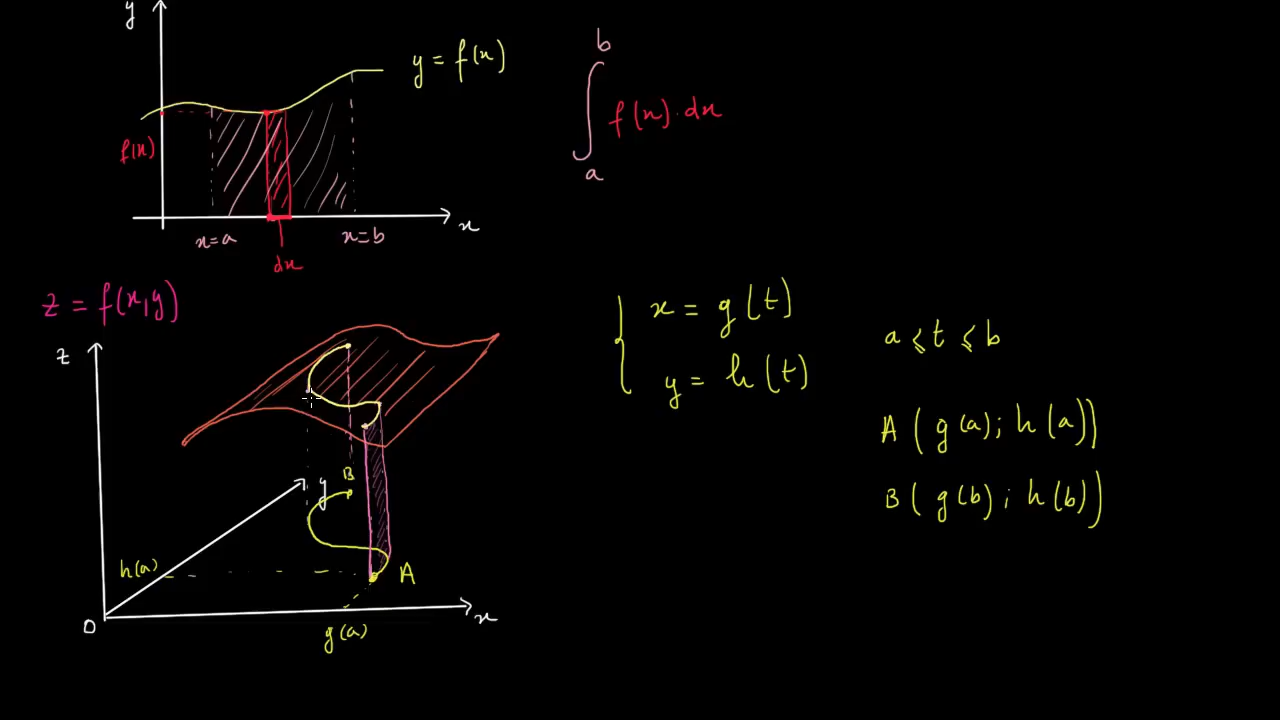 y
y = f(x)
f(x)
x=a
x=b
x
dx
b
∫ f(x)·dx
a
z = f(x,y)
z
y
x
O
h(a)
g(a)
A
B
{ x = g(t)
y = h(t)
a ⩽ t ⩽ b
A( g(a); h(a))
B( g(b); h(b))